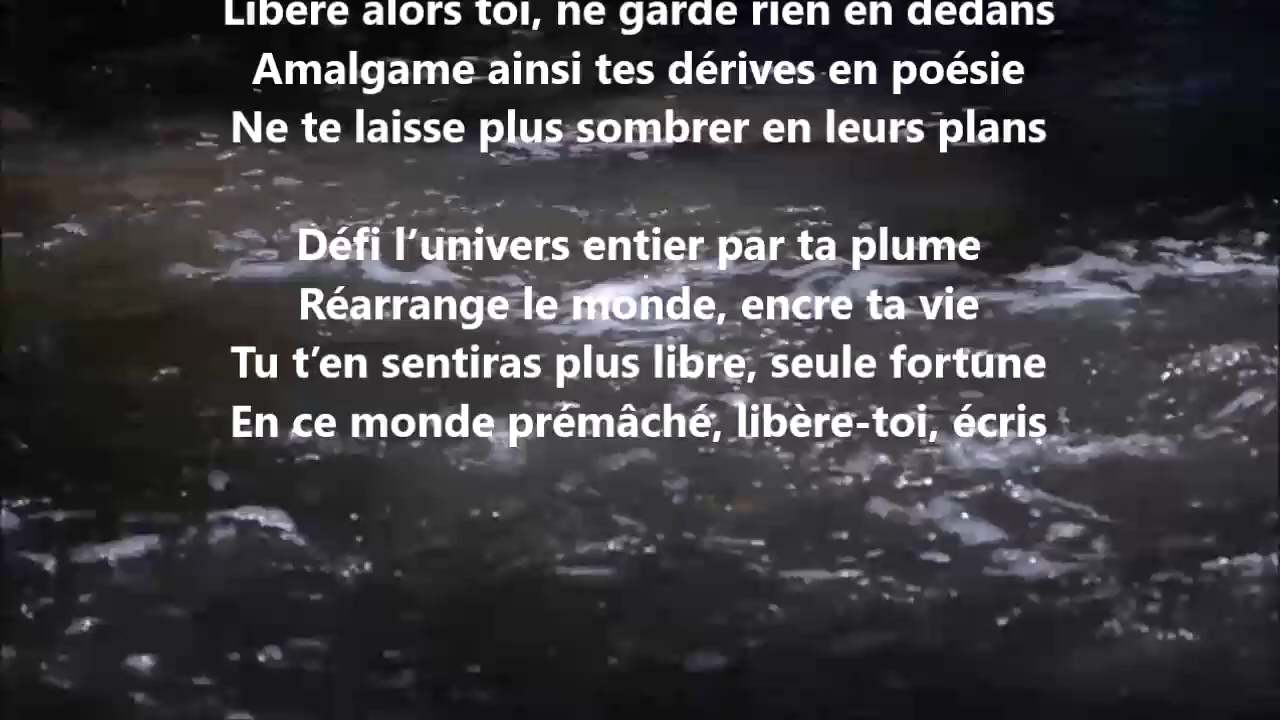 Libère alors toi, ne garde rien en dedans
Amalgame ainsi tes dérives en poésie
Ne te laisse plus sombrer en leurs plans
Défi l’univers entier par ta plume
Réarrange le monde, encre ta vie
Tu t’en sentiras plus libre, seule fortune
En ce monde prémâché, libère-toi, écris